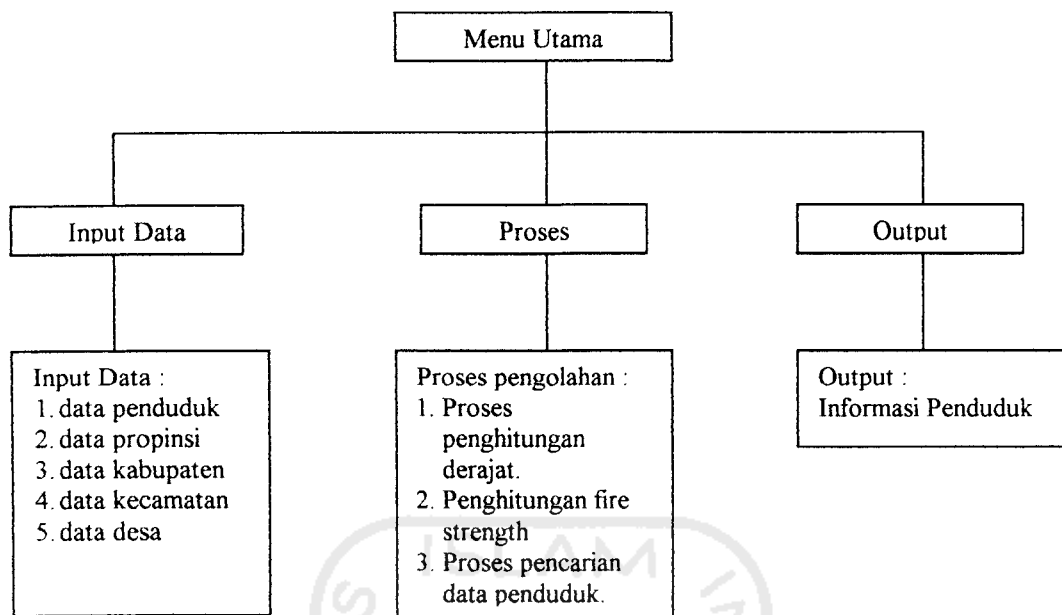 Menu Utama
Input Data
Proses
Output
Input Data :
1. data penduduk
2. data propinsi
3. data kabupaten
4. data kecamatan
5. data desa
Proses pengolahan :
1. Proses
penghitungan
derajat.
2. Penghitungan fire
strength
3. Proses pencarian
data penduduk.
Output :
Informasi Penduduk
ISLAM